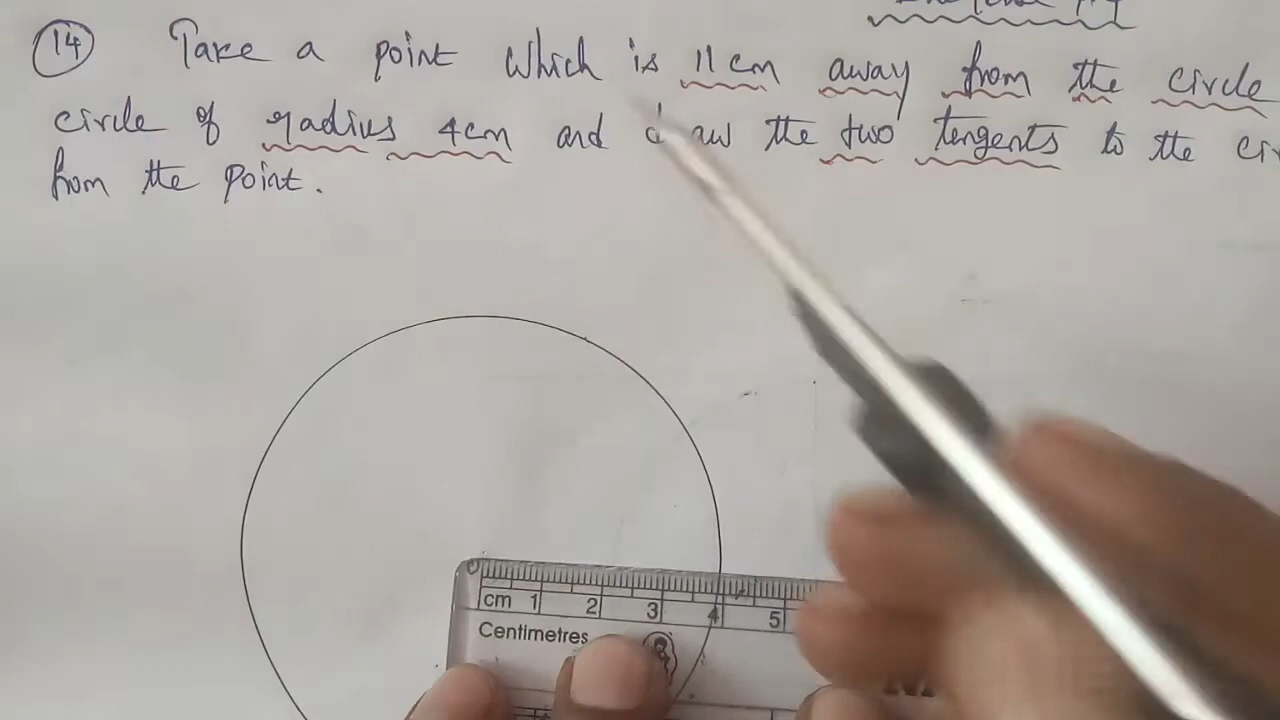 14 Take a point which is 11 cm away from the circle
circle of radius 4cm and the two tengents to the
from the point.
cm 1 2 3 4 5
Centimetres